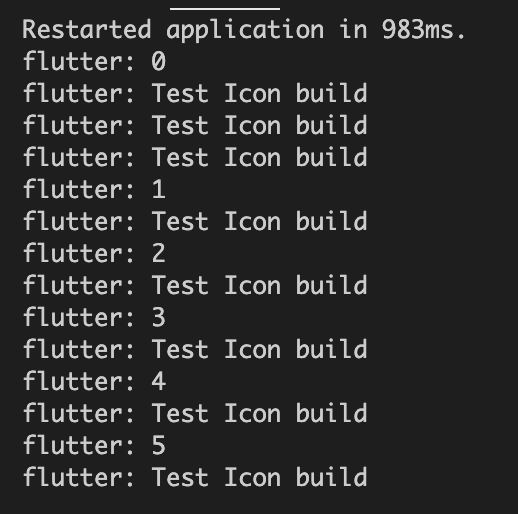 Restarted application in 983ms.
flutter: 0
flutter: Test Icon build
flutter: Test Icon build
flutter: Test Icon build
flutter: 1
flutter: Test Icon build
flutter: 2
flutter: Test Icon build
flutter: 3
flutter: Test Icon build
flutter: 4
flutter: Test Icon build
flutter: 5
flutter: Test Icon build